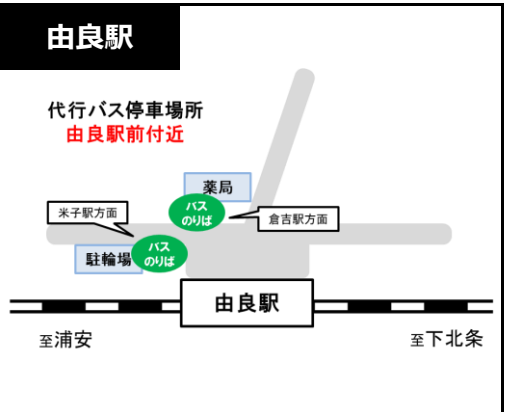 由良駅
代行バス停車場所
由良駅前付近
薬局
バス
のりば
米子駅方面
倉吉駅方面
バス
のりば
駐輪場
由良駅
至浦安
至下北条